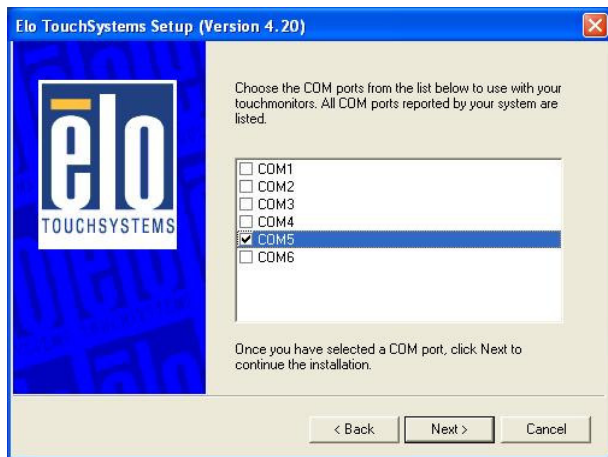 Elo TouchSystems Setup (Version 4.20)
ēlo
TOUCHSYSTEMS
Choose the COM ports from the list below to use with your
touchmonitors. All COM ports reported by your system are
listed.
COM1
COM2
COM3
COM4
COM5
COM6
Once you have selected a COM port, click Next to
continue the installation.
< Back
Next >
Cancel